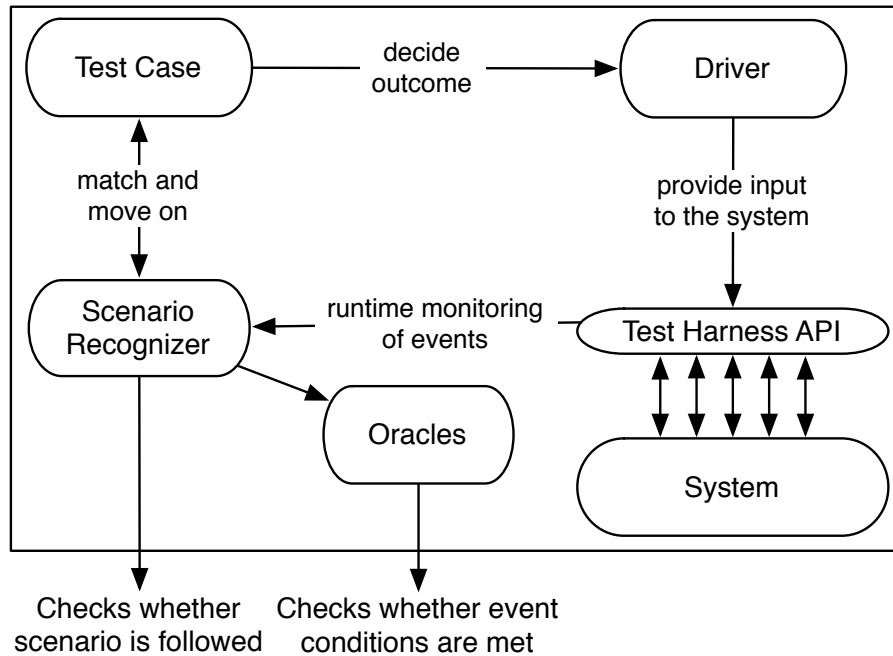 Test Case
decide
outcome
Driver
match and
move on
provide input
to the system
Scenario
Recognizer
runtime monitoring
of events
Test Harness API
Oracles
System
Checks whether
scenario is followed
Checks whether event
conditions are met